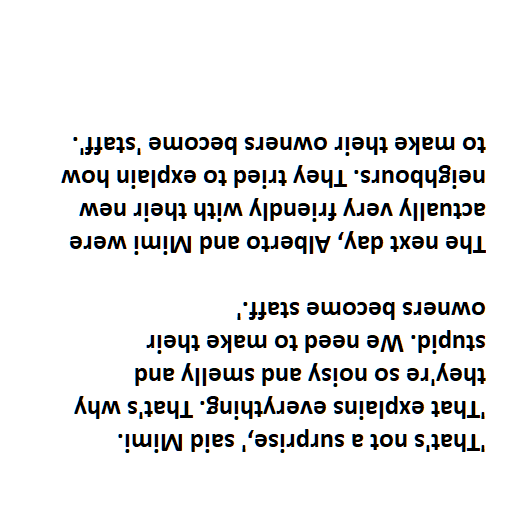 'That's not a surprise,' said Mimi.
'That explains everything. That's why
they're so noisy and smelly and
stupid. We need to make their
owners become staff.'
The next day, Alberto and Mimi were
actually very friendly with their new
neighbours. They tried to explain how
to make their owners become 'staff'.